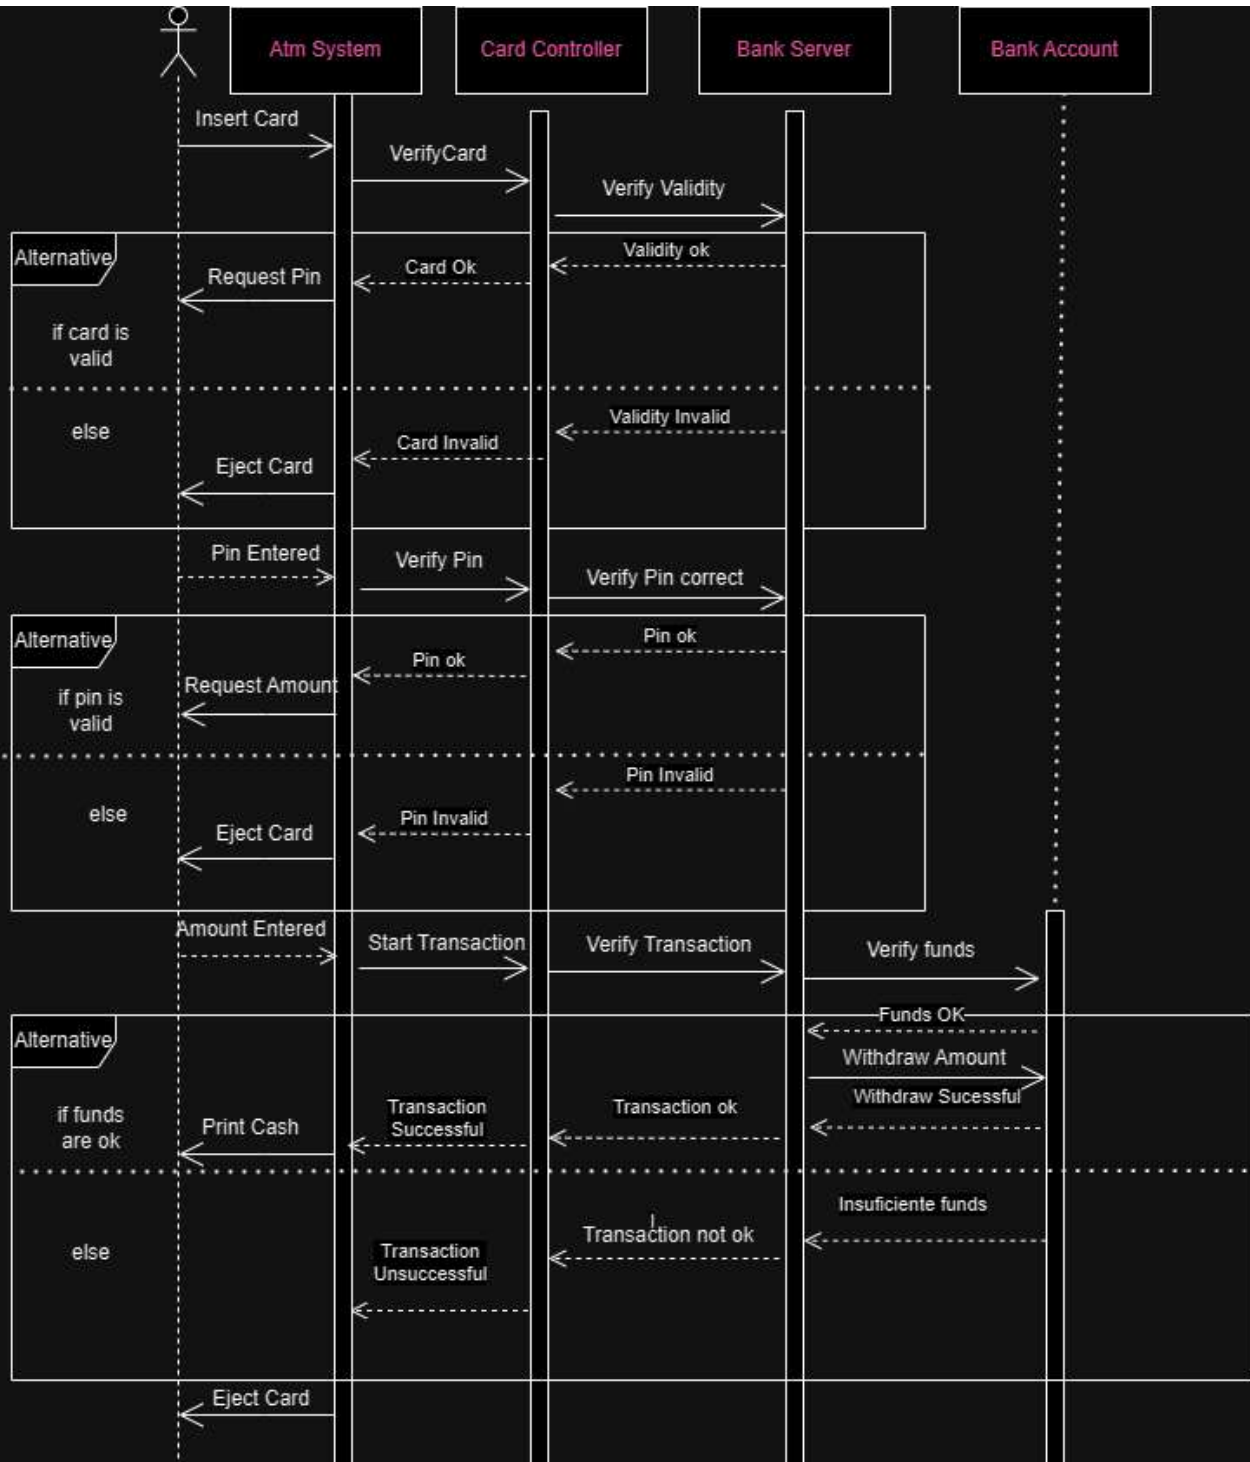 Atm System
Card Controller
Bank Server
Bank Account
Insert Card
VerifyCard
Verify Validity
Alternative
Validity ok
Card Ok
Request Pin
if card is
valid
else
Validity Invalid
Card Invalid
Eject Card
Pin Entered
Verify Pin
Verify Pin correct
Alternative
Pin ok
Pin ok
Request Amount
if pin is
valid
Pin Invalid
else
Pin Invalid
Eject Card
Amount Entered
Start Transaction
Verify Transaction
Verify funds
Alternative
Funds OK
Withdraw Amount
Withdraw Sucessful
if funds
are ok
Print Cash
Transaction
Successful
Transaction ok
Insuficiente funds
else
Transaction not ok
Transaction
Unsuccessful
Eject Card